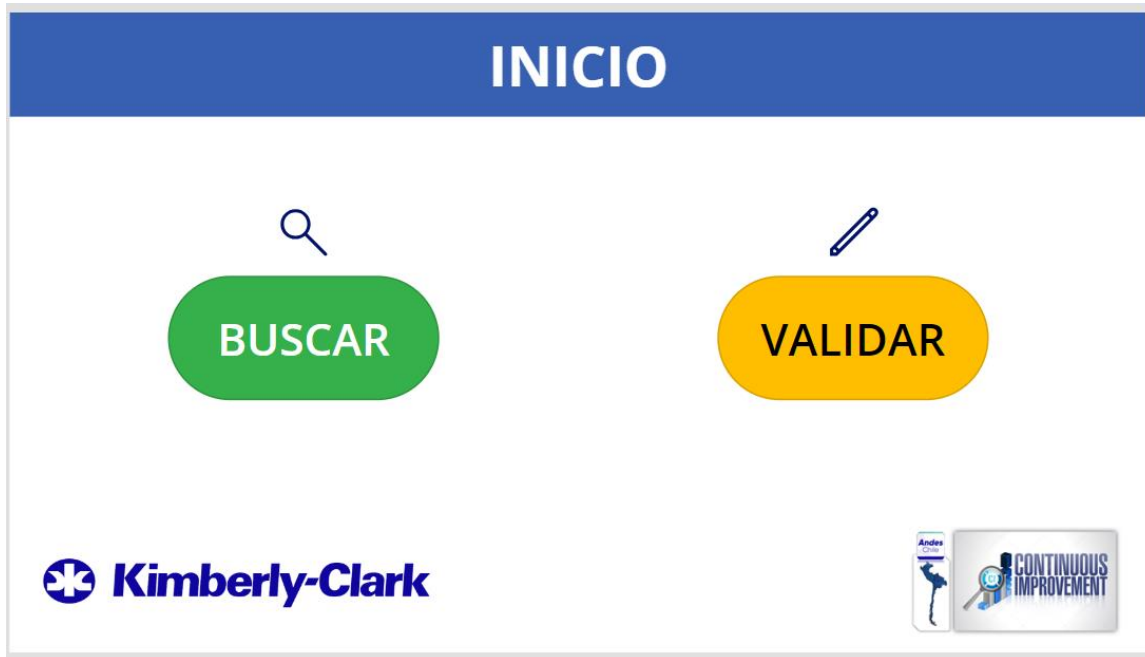 INICIO
BUSCAR
VALIDAR
Kimberly-Clark
Andes
Chile
CONTINUOUS
IMPROVEMENT